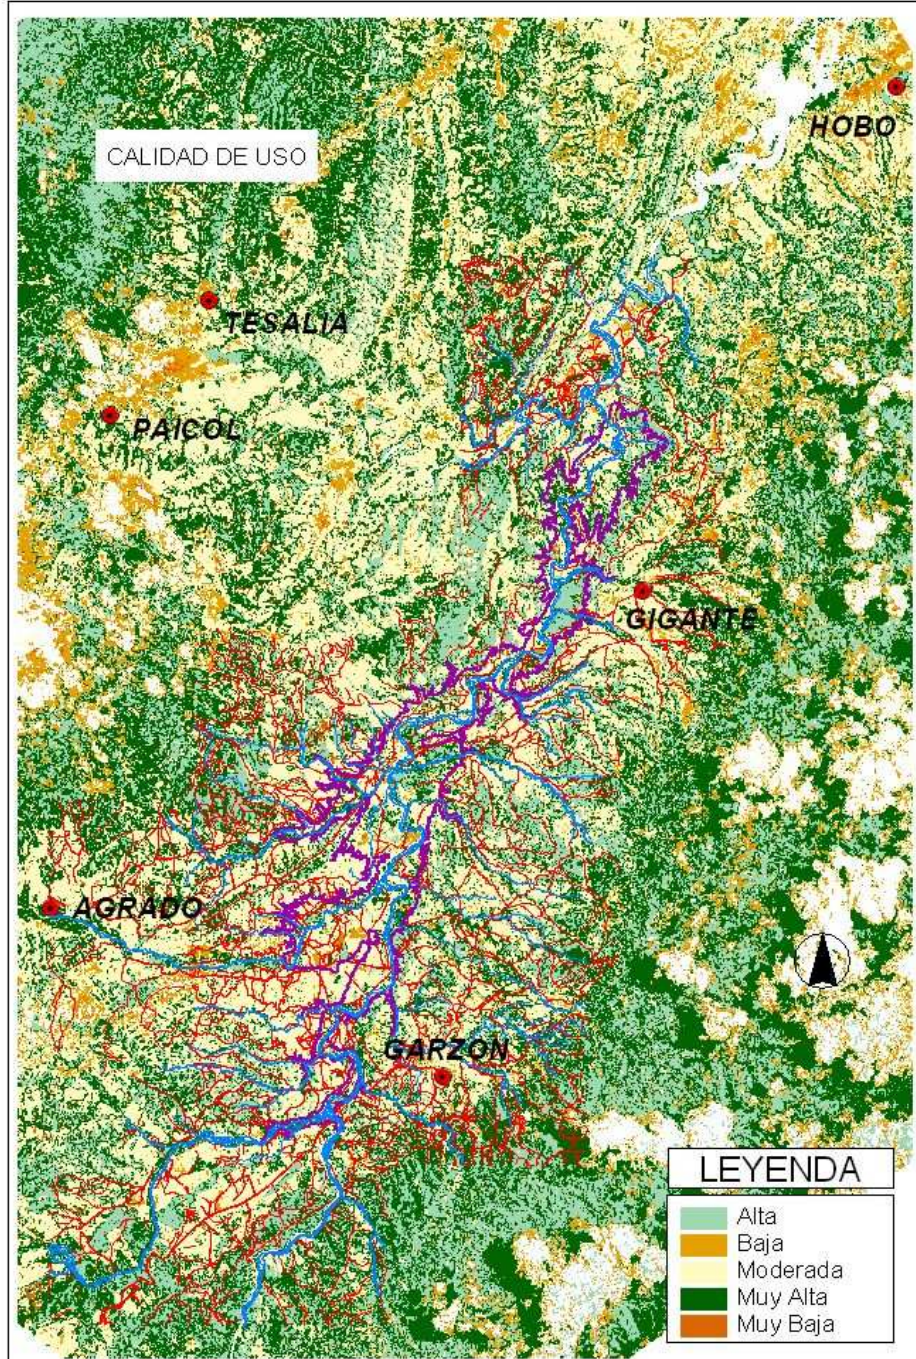 HOBO
CALIDAD DE USO
TESALIA
PAICOL
GIGANTE
AGRADO
GARZON
LEYENDA
Alta
Baja
Moderada
Muy Alta
Muy Baja